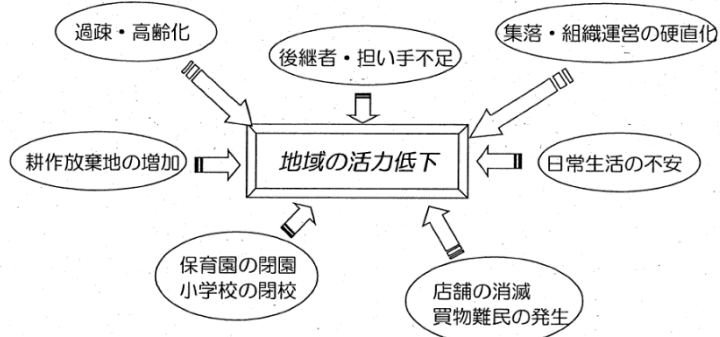 過疎・高齢化
後継者・担い手不足
集落・組織運営の硬直化
耕作放棄地の増加
地域の活力低下
日常生活の不安
保育園の閉園
小学校の閉校
店舗の消滅
買物難民の発生